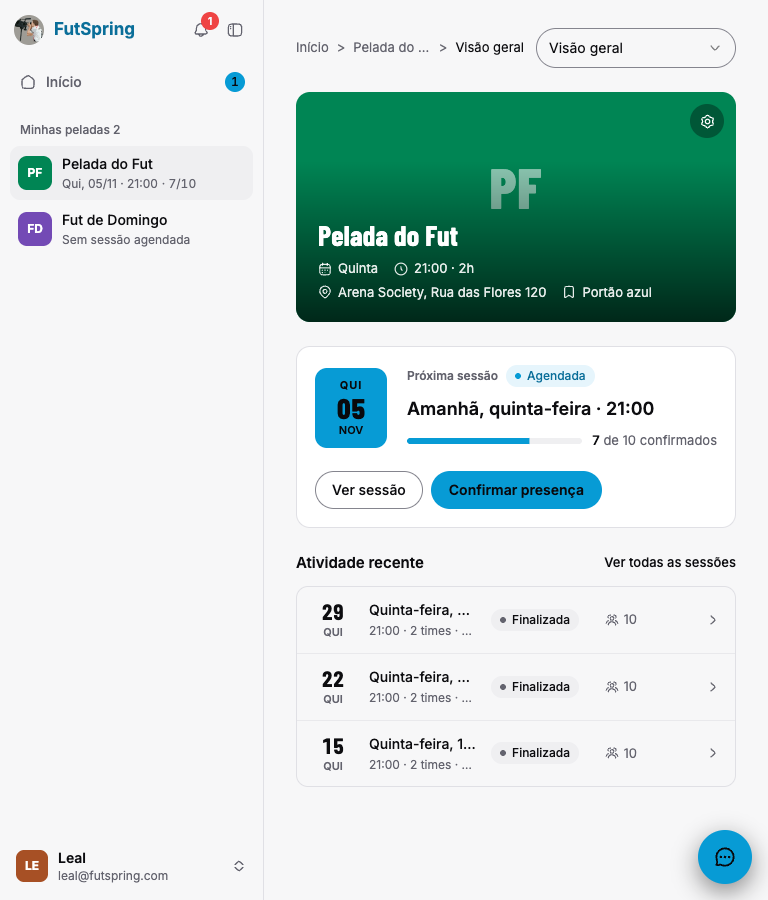 FutSpring
1
Início
1
Minhas peladas 2
PF
Pelada do Fut
Qui, 05/11 · 21:00 · 7/10
FD
Fut de Domingo
Sem sessão agendada
LE
Leal
leal@futspring.com
Início > Pelada do ... > Visão geral
Visão geral
PF
Pelada do Fut
Quinta 21:00 · 2h
Arena Society, Rua das Flores 120 Portão azul
QUI
05
NOV
Próxima sessão Agendada
Amanhã, quinta-feira · 21:00
7 de 10 confirmados
Ver sessão Confirmar presença
Atividade recente Ver todas as sessões
29
QUI
Quinta-feira, ...
21:00 · 2 times · ...
Finalizada
10
22
QUI
Quinta-feira, ...
21:00 · 2 times · ...
Finalizada
10
15
QUI
Quinta-feira, 1...
21:00 · 2 times · ...
Finalizada
10